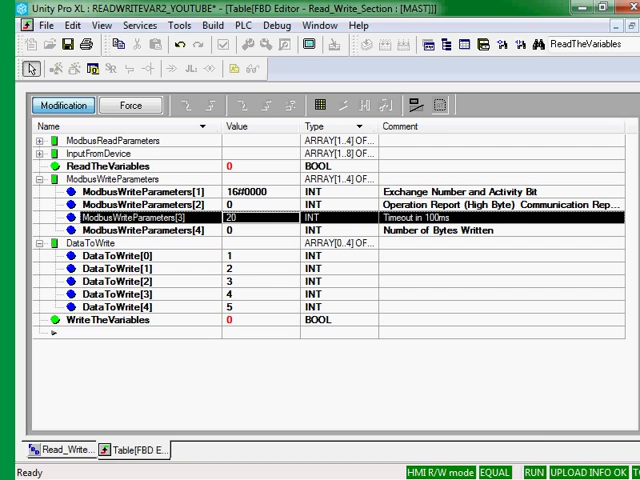 Unity Pro XL : READWRITEVAR2_YOUTUBE* - [Table[FBD Editor - Read_Write_Section : [MAST]]]
File Edit View Services Tools Build PLC Debug Window Help
ReadTheVariables
Modification Force
Name Value Type Comment
ModbusReadParameters ARRAY[1..4] OF...
InputFromDevice ARRAY[1..8] OF...
ReadTheVariables 0 BOOL
ModbusWriteParameters ARRAY[1..4] OF...
ModbusWriteParameters[1] 16#0000 INT Exchange Number and Activity Bit
ModbusWriteParameters[2] 0 INT Operation Report (High Byte) Communication Rep...
ModbusWriteParameters[3] 20 INT Timeout in 100ms
ModbusWriteParameters[4] 0 INT Number of Bytes Written
DataToWrite ARRAY[0..4] OF...
DataToWrite[0] 1 INT
DataToWrite[1] 2 INT
DataToWrite[2] 3 INT
DataToWrite[3] 4 INT
DataToWrite[4] 5 INT
WriteTheVariables 0 BOOL
Read_Write... Table[FBD E...
Ready HMI R/W mode EQUAL RUN UPLOAD INFO OK